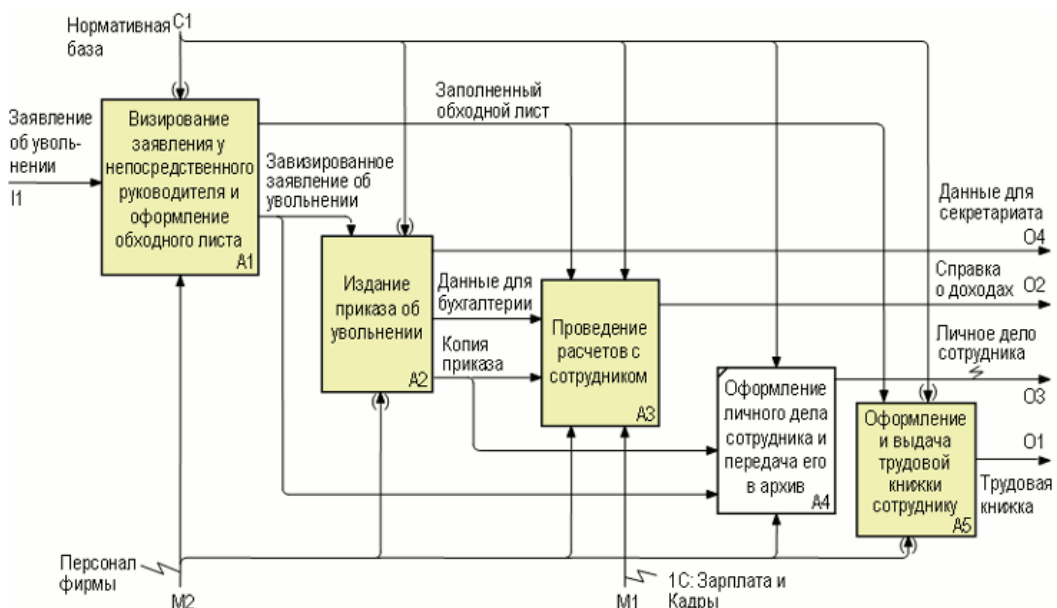 Нормативная
база
C1
Заявление
об уволь-
нении
I1
Визирование
заявления у
непосредственного
руководителя и
оформление
обходного листа
A1
Заполненный
обходной лист
Завизированное
заявление об
увольнении
Данные для
секретариата
O4
Издание
приказа об
увольнении
A2
Данные для
бухгалтерии
Копия
приказа
Справка
о доходах
O2
Проведение
расчетов с
сотрудником
A3
Личное дело
сотрудника
O3
Оформление
личного дела
сотрудника и
передача его
в архив
A4
Оформление
и выдача
трудовой
книжки
сотруднику
A5
O1
Трудовая
книжка
Персонал
фирмы
M2
M1
1С: Зарплата и
Кадры